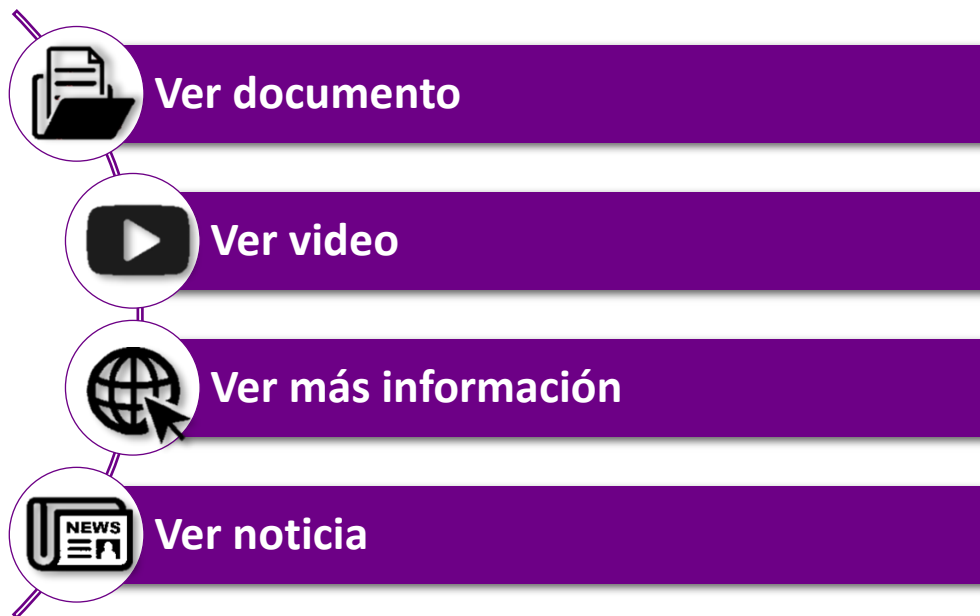 Ver documento
Ver video
Ver más información
NEWS
Ver noticia